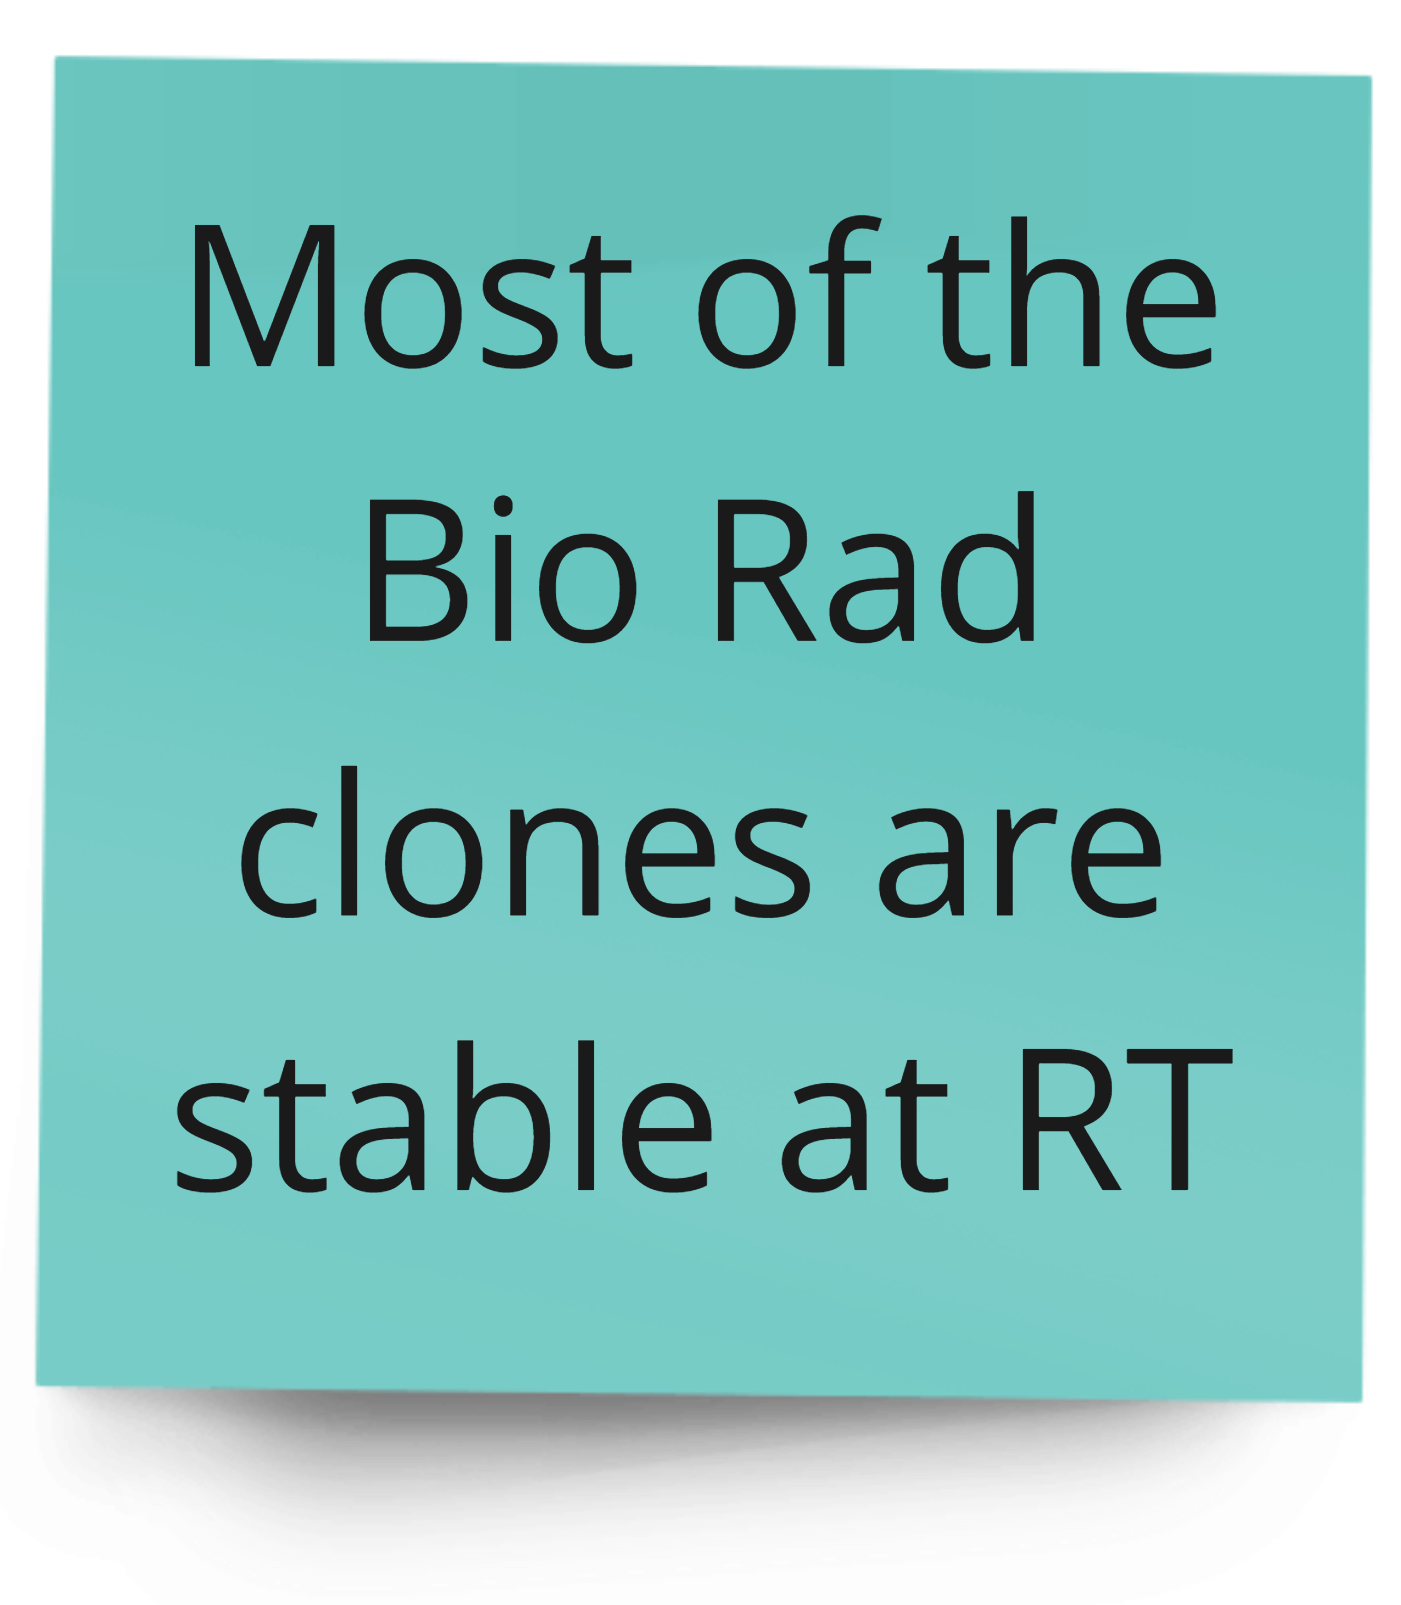 Most of the
Bio Rad
clones are
stable at RT